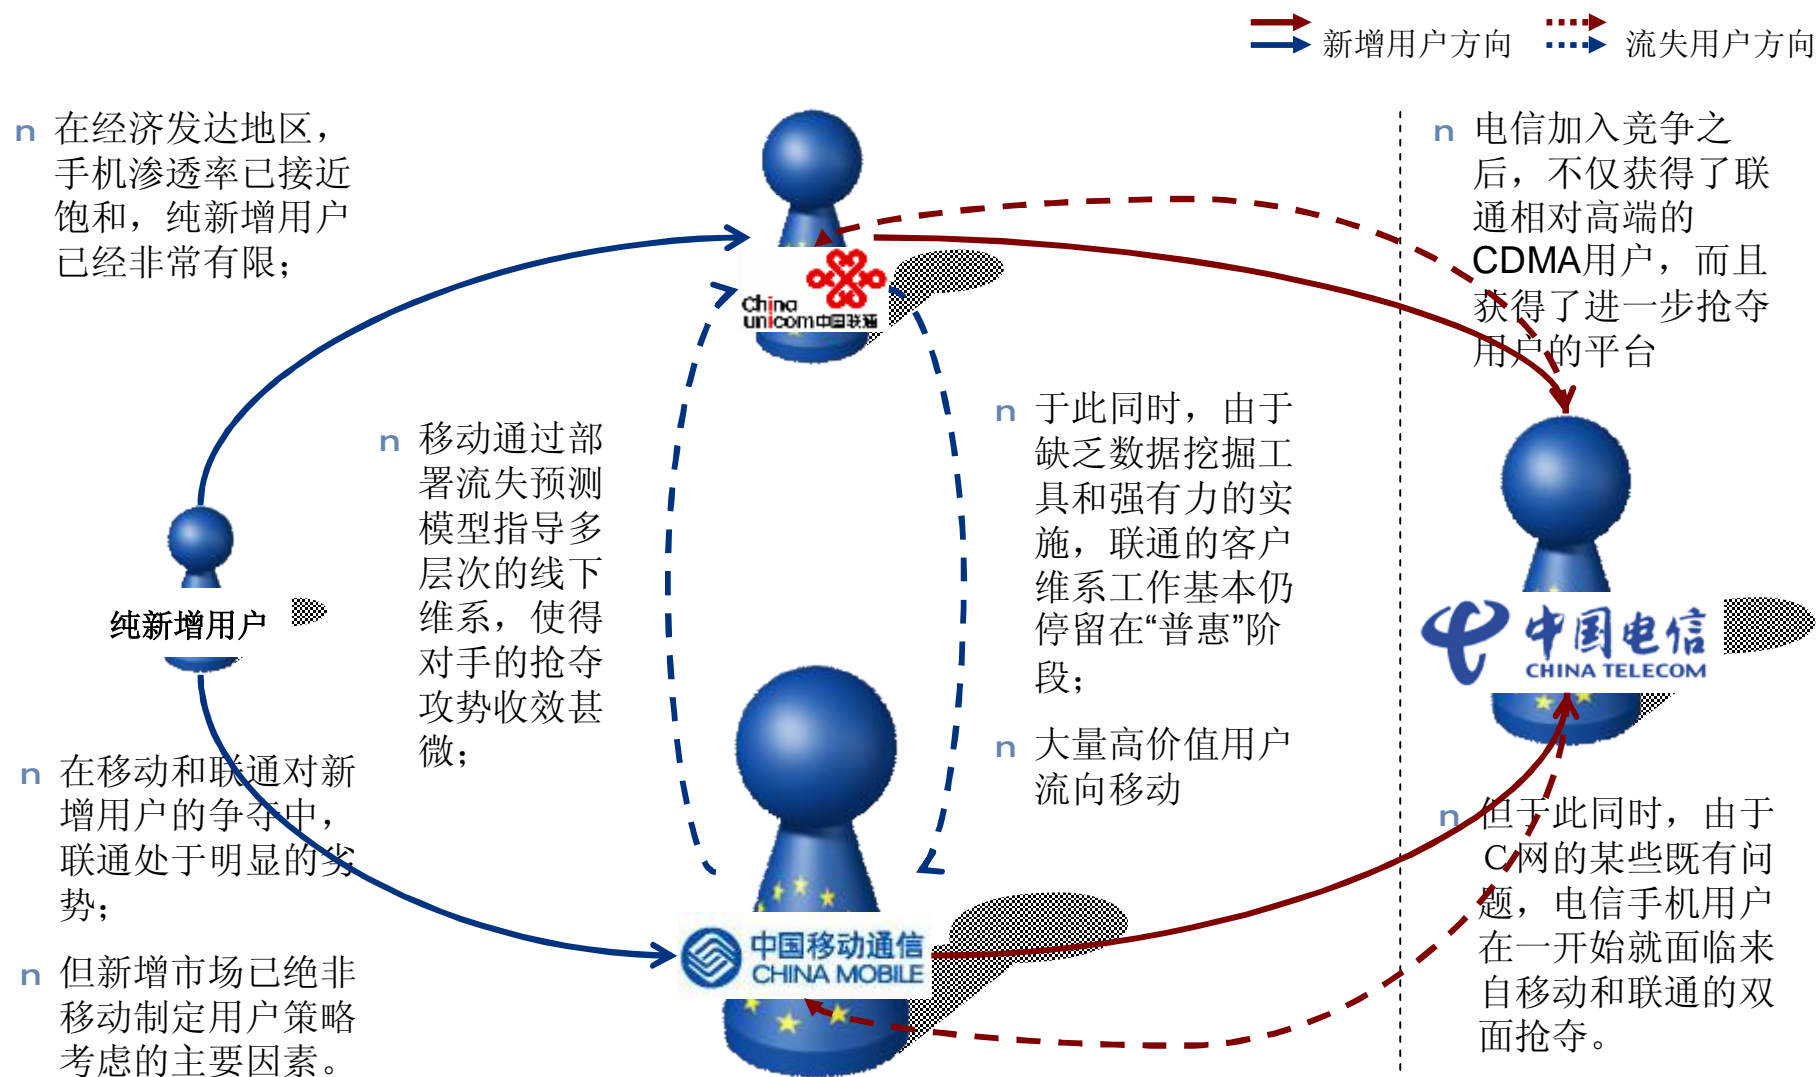 新增用户方向
流失用户方向
n 在经济发达地区，
手机渗透率已接近
饱和，纯新增用户
已经非常有限；
n 电信加入竞争之
后，不仅获得了联
通相对高端的
CDMA用户，而且
获得了进一步抢夺
用户的平台
China
unicom中国联通
n 移动通过部
署流失预测
模型指导多
层次的线下
维系，使得
对手的抢夺
攻势收效甚
微；
n 于此同时，由于
缺乏数据挖掘工
具和强有力的实
施，联通的客户
维系工作基本仍
停留在“普惠”阶
段；
n 大量高价值用户
流向移动
纯新增用户
中国电信
CHINA TELECOM
n 在移动和联通对新
增用户的争夺中，
联通处于明显的劣
势；
n 但新增市场已绝非
移动制定用户策略
考虑的主要因素。
中国移动通信
CHINA MOBILE
n 但于此同时，由于
C网的某些既有问
题，电信手机用户
在一开始就面临来
自移动和联通的双
面抢夺。